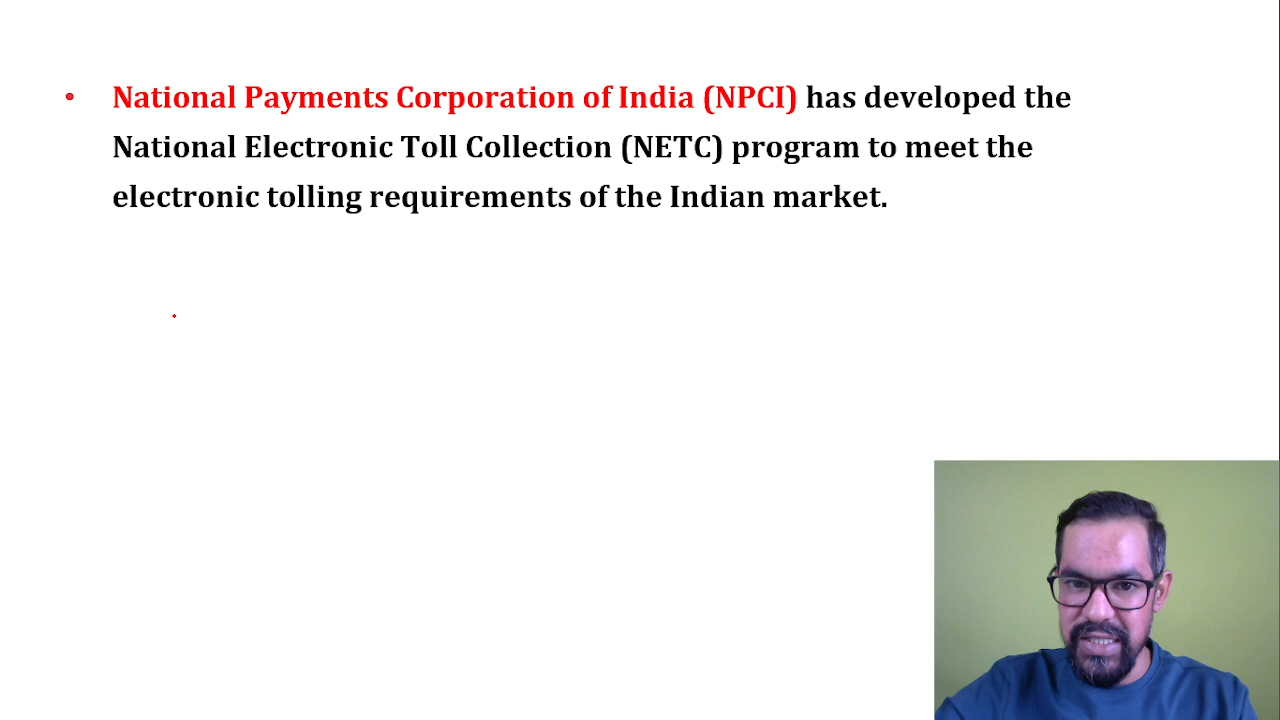 • National Payments Corporation of India (NPCI) has developed the
National Electronic Toll Collection (NETC) program to meet the
electronic tolling requirements of the Indian market.